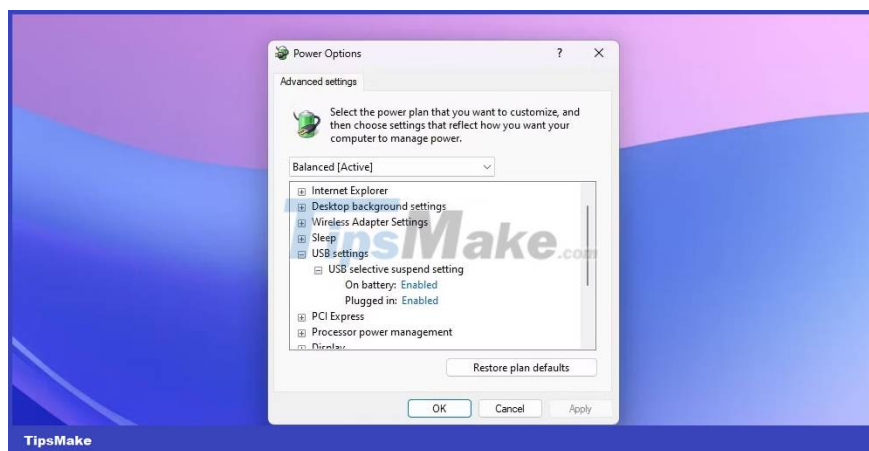 Power Options
?
Advanced settings
Select the power plan that you want to customize, and
then choose settings that reflect how you want your
computer to manage power.
Balanced [Active]
Internet Explorer
Desktop background settings
Wireless Adapter Settings
Sleep
USB settings
USB selective suspend setting
On battery: Enabled
Plugged in: Enabled
PCI Express
Processor power management
Display
TipsMake.com
Restore plan defaults
OK Cancel Apply
TipsMake